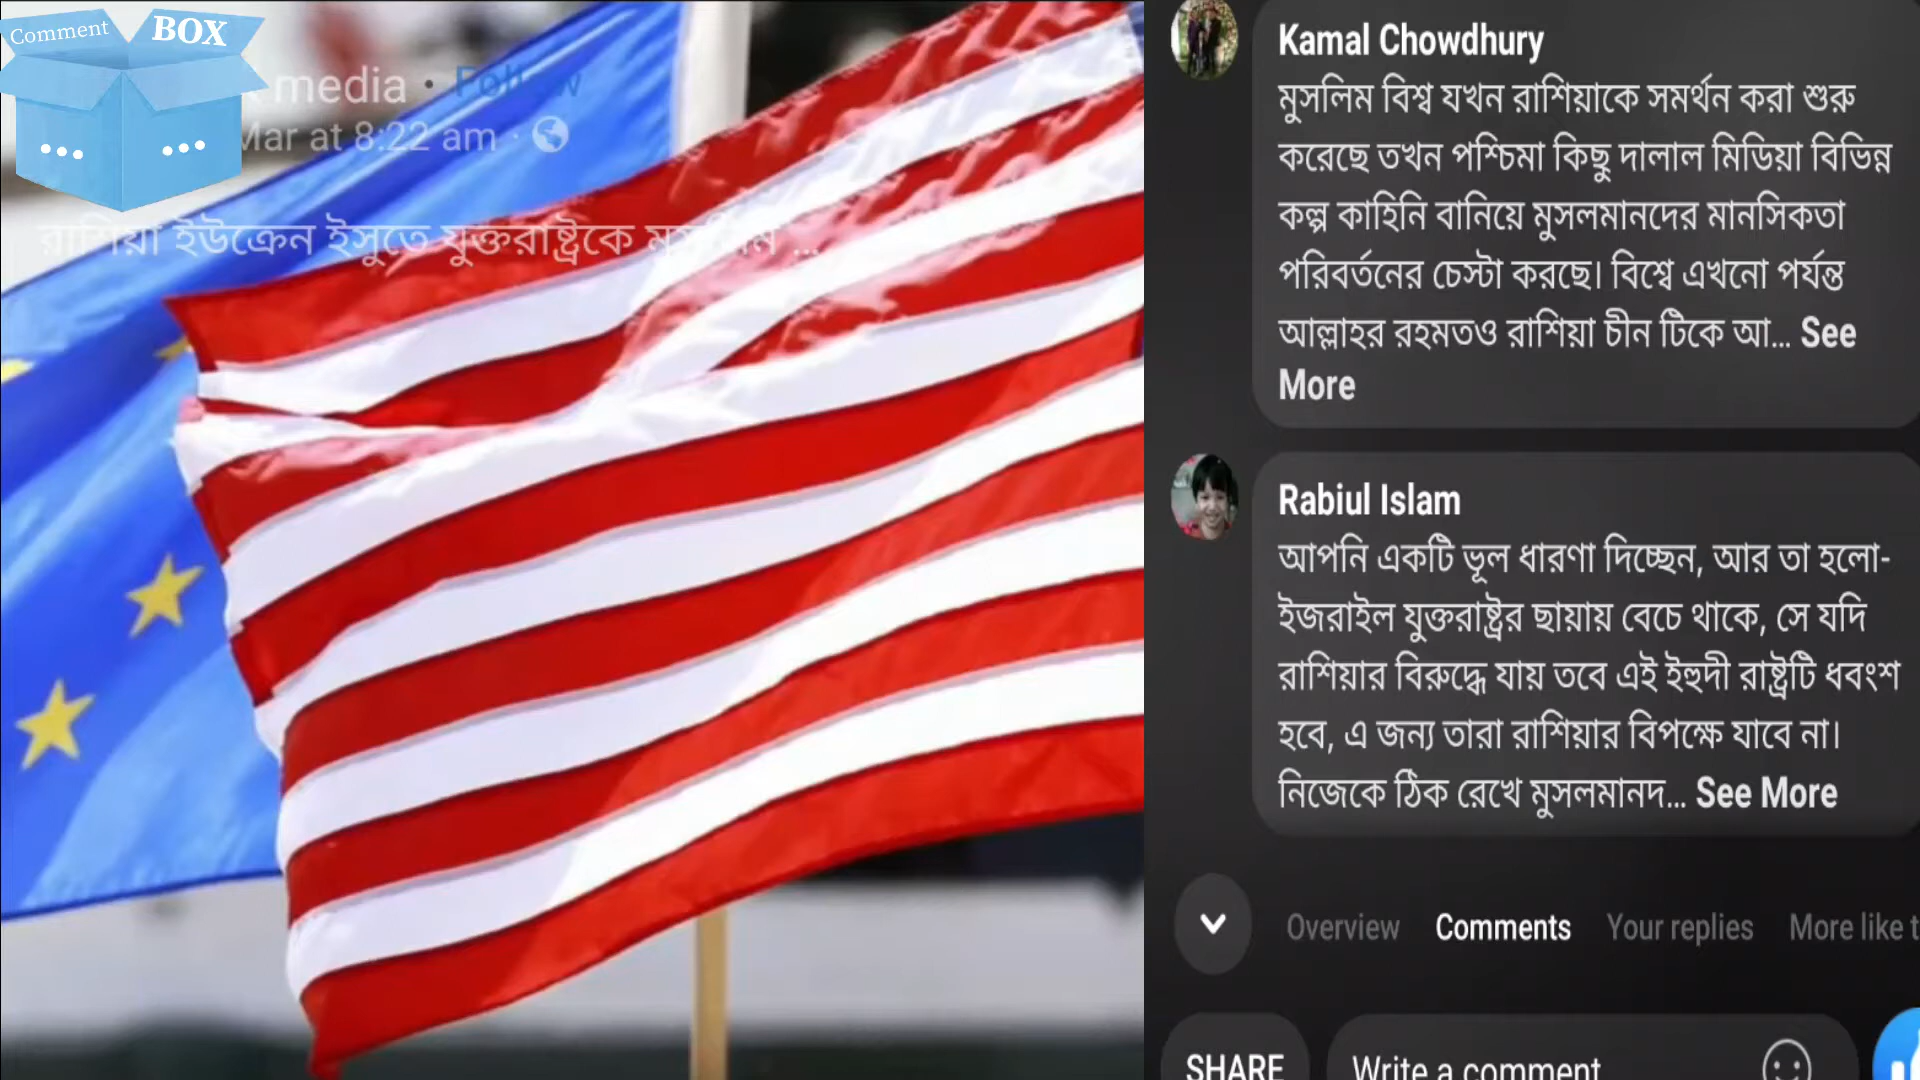 Comment BOX
media · Follow
Mar at 8:22 am ·
রাশিয়া ইউক্রেন ইসুতে যুক্তরাষ্ট্রকে মুসলিম ...
Kamal Chowdhury
মুসলিম বিশ্ব যখন রাশিয়াকে সমর্থন করা শুরু
করেছে তখন পশ্চিমা কিছু দালাল মিডিয়া বিভিন্ন
কল্প কাহিনি বানিয়ে মুসলমানদের মানসিকতা
পরিবর্তনের চেস্টা করছে। বিশ্বে এখনো পর্যন্ত
আল্লাহর রহমতও রাশিয়া চীন টিকে আ... See
More
Rabiul Islam
আপনি একটি ভূল ধারণা দিচ্ছেন, আর তা হলো-
ইজরাইল যুক্তরাষ্ট্রর ছায়ায় বেচে থাকে, সে যদি
রাশিয়ার বিরুদ্ধে যায় তবে এই ইহুদী রাষ্ট্রটি ধবংশ
হবে, এ জন্য তারা রাশিয়ার বিপক্ষে যাবে না।
নিজেকে ঠিক রেখে মুসলমানদ... See More
Overview Comments Your replies More like
SHARE Write a comment